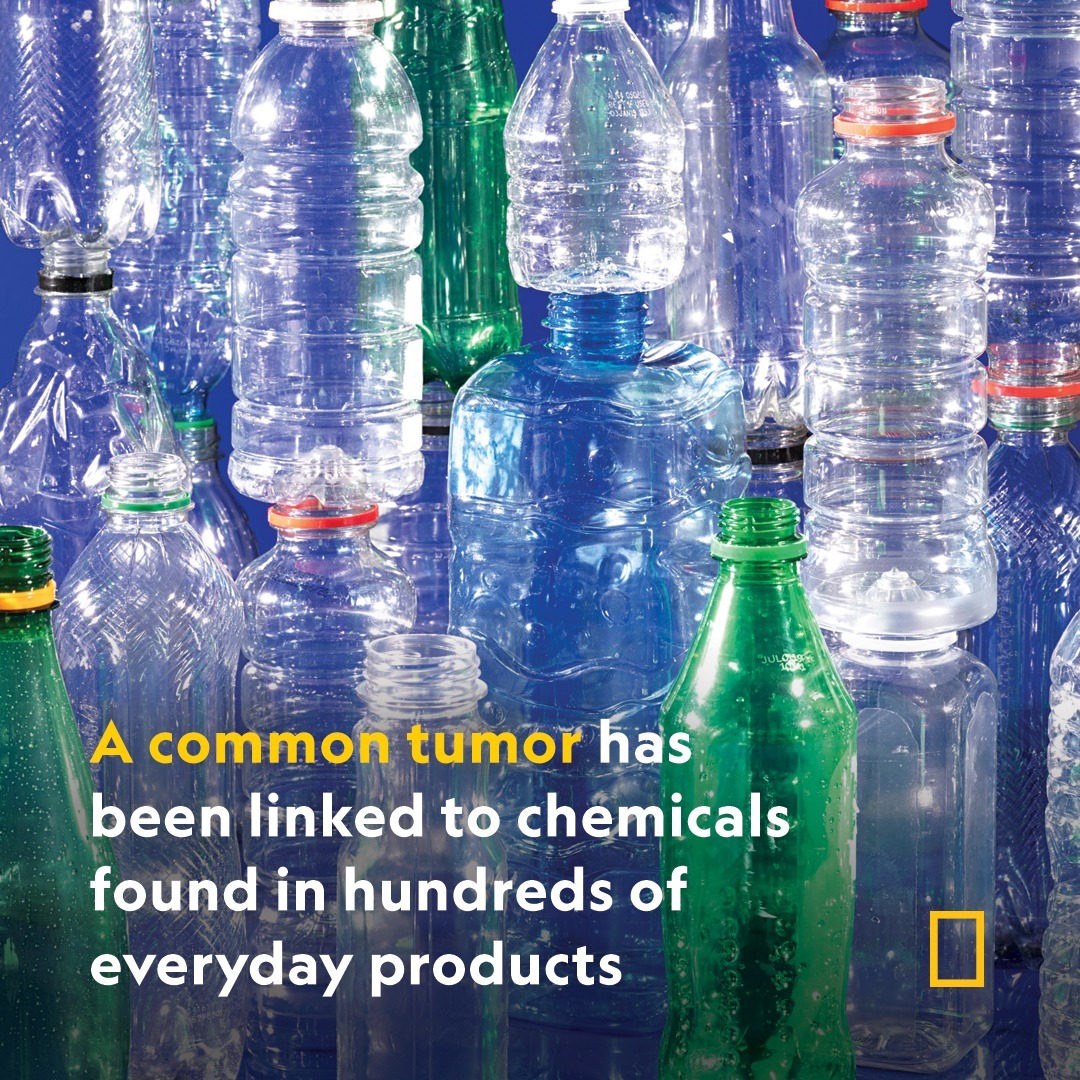 A common tumor has
been linked to chemicals
found in hundreds of
everyday products